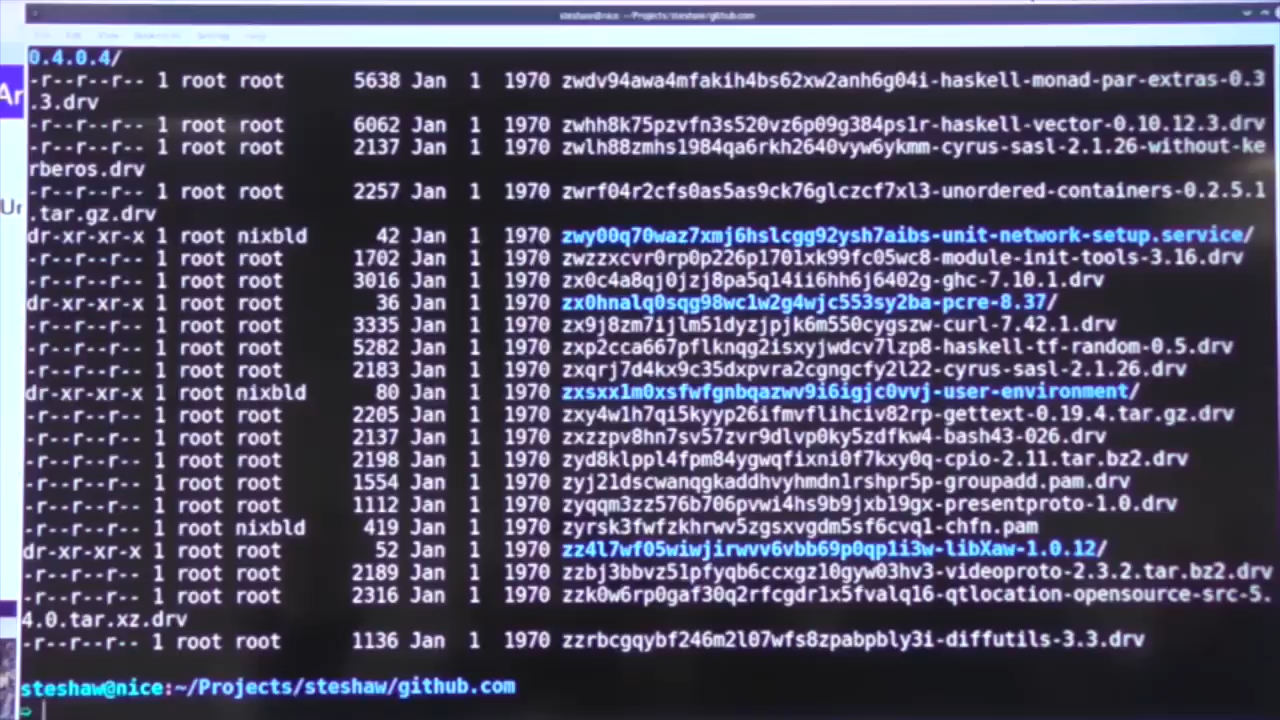 steshaw@nice: ~/Projects/steshaw/github.com
File Edit View Bookmarks Settings Help
0.4.0.4/
-r--r--r-- 1 root root 5638 Jan 1 1970 zwdv94awa4mfakih4bs62xw2anh6g04i-haskell-monad-par-extras-0.3
.3.drv
-r--r--r-- 1 root root 6062 Jan 1 1970 zwhh8k75pzvfn3s520vz6p09g384ps1r-haskell-vector-0.10.12.3.drv
-r--r--r-- 1 root root 2137 Jan 1 1970 zwlh88zmhs1984qa6rkh2640vyw6ykmm-cyrus-sasl-2.1.26-without-ke
rberos.drv
-r--r--r-- 1 root root 2257 Jan 1 1970 zwrf04r2cfs0as5as9ck76glczcf7xl3-unordered-containers-0.2.5.1
.tar.gz.drv
dr-xr-xr-x 1 root nixbld 42 Jan 1 1970 zwy00q70waz7xmj6hslcgg92ysh7aibs-unit-network-setup.service/
-r--r--r-- 1 root root 1702 Jan 1 1970 zwzzxcvr0rp0p226p1701xk99fc05wc8-module-init-tools-3.16.drv
-r--r--r-- 1 root root 3016 Jan 1 1970 zx0c4a8qj0jzj8pa5ql4ii6hh6j6402g-ghc-7.10.1.drv
dr-xr-xr-x 1 root root 36 Jan 1 1970 zx0hnalq0sqg98wc1w2g4wjc553sy2ba-pcre-8.37/
-r--r--r-- 1 root root 3335 Jan 1 1970 zx9j8zm7ijlm51dyzjpjk6m550cygszw-curl-7.42.1.drv
-r--r--r-- 1 root root 5282 Jan 1 1970 zxp2cca667pflknqg2isxyjwdcv7lzp8-haskell-tf-random-0.5.drv
-r--r--r-- 1 root root 2183 Jan 1 1970 zxqrj7d4kx9c35dxpvra2cgngcfy2l22-cyrus-sasl-2.1.26.drv
dr-xr-xr-x 1 root nixbld 80 Jan 1 1970 zxsxx1m0xsfwfgnbqazwv9i6igjc0vvj-user-environment/
-r--r--r-- 1 root root 2205 Jan 1 1970 zxy4w1h7qi5kyyp26ifmvflihciv82rp-gettext-0.19.4.tar.gz.drv
-r--r--r-- 1 root root 2137 Jan 1 1970 zxzzpv8hn7sv57zvr9dlvp0ky5zdfkw4-bash43-026.drv
-r--r--r-- 1 root root 2198 Jan 1 1970 zyd8klppl4fpm84ygwqfixni0f7kxy0q-cpio-2.11.tar.bz2.drv
-r--r--r-- 1 root root 1554 Jan 1 1970 zyj21dscwanqgkaddhvyhmdn1rshpr5p-groupadd.pam.drv
-r--r--r-- 1 root root 1112 Jan 1 1970 zyqqm3zz576b706pvwi4hs9b9jxb19gx-presentproto-1.0.drv
-r--r--r-- 1 root nixbld 419 Jan 1 1970 zyrsk3fwfzkhrwv5zgsxvgdm5sf6cvq1-chfn.pam
dr-xr-xr-x 1 root root 52 Jan 1 1970 zz4l7wf05wiwjirwvv6vbb69p0qp1i3w-libXaw-1.0.12/
-r--r--r-- 1 root root 2189 Jan 1 1970 zzbj3bbvz51pfyqb6ccxgz10gyw03hv3-videoproto-2.3.2.tar.bz2.drv
-r--r--r-- 1 root root 2316 Jan 1 1970 zzk0w6rp0gaf30q2rfcgdr1x5fvalq16-qtlocation-opensource-src-5.
4.0.tar.xz.drv
-r--r--r-- 1 root root 1136 Jan 1 1970 zzrbcgqybf246m2l07wfs8zpabpbly3i-diffutils-3.3.drv
steshaw@nice:~/Projects/steshaw/github.com